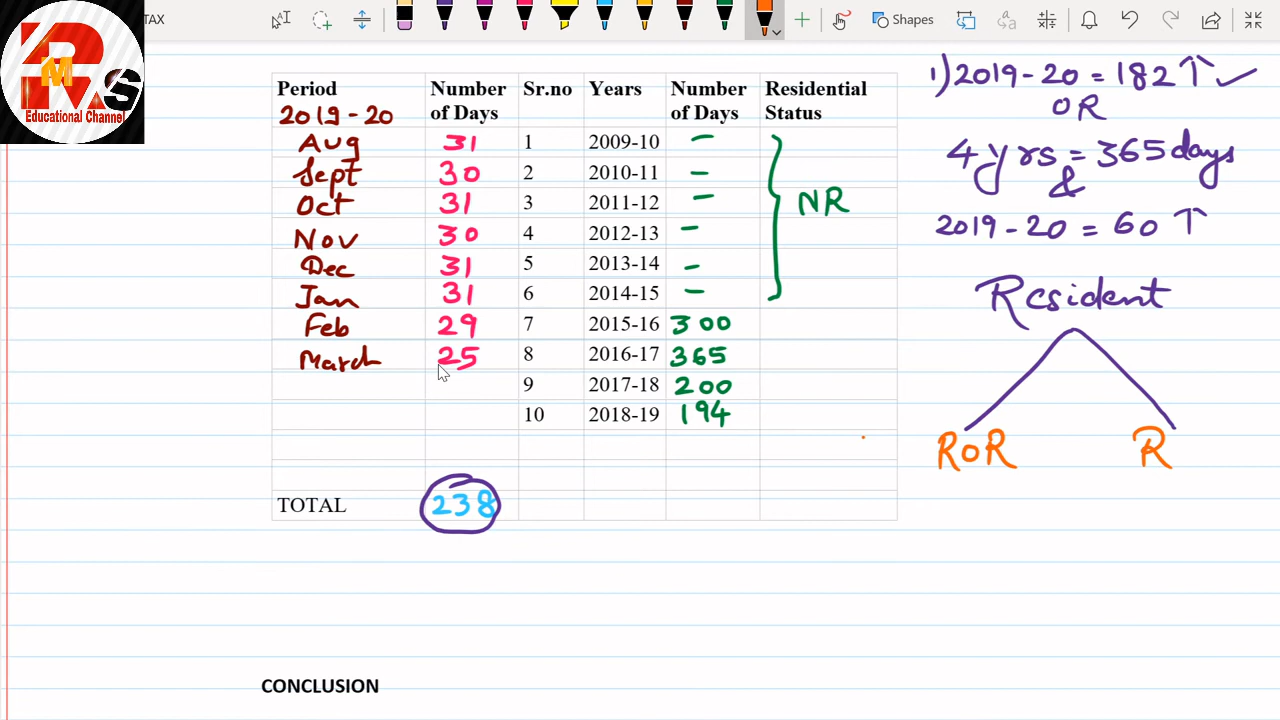 TAX
Shapes
RMS
Educational Channel
Period Number of Days Sr.no Years Number of Days Residential Status
2019-20
Aug 31 1 2009-10 –
Sept 30 2 2010-11 –
Oct 31 3 2011-12 – NR
Nov 30 4 2012-13 –
Dec 31 5 2013-14 –
Jan 31 6 2014-15 –
Feb 29 7 2015-16 300
March 25 8 2016-17 365
9 2017-18 200
10 2018-19 194
TOTAL 238
1) 2019-20 = 182 ↑ ✓
OR
4 yrs = 365 days
&
2019-20 = 60 ↑
Resident
ROR R
CONCLUSION